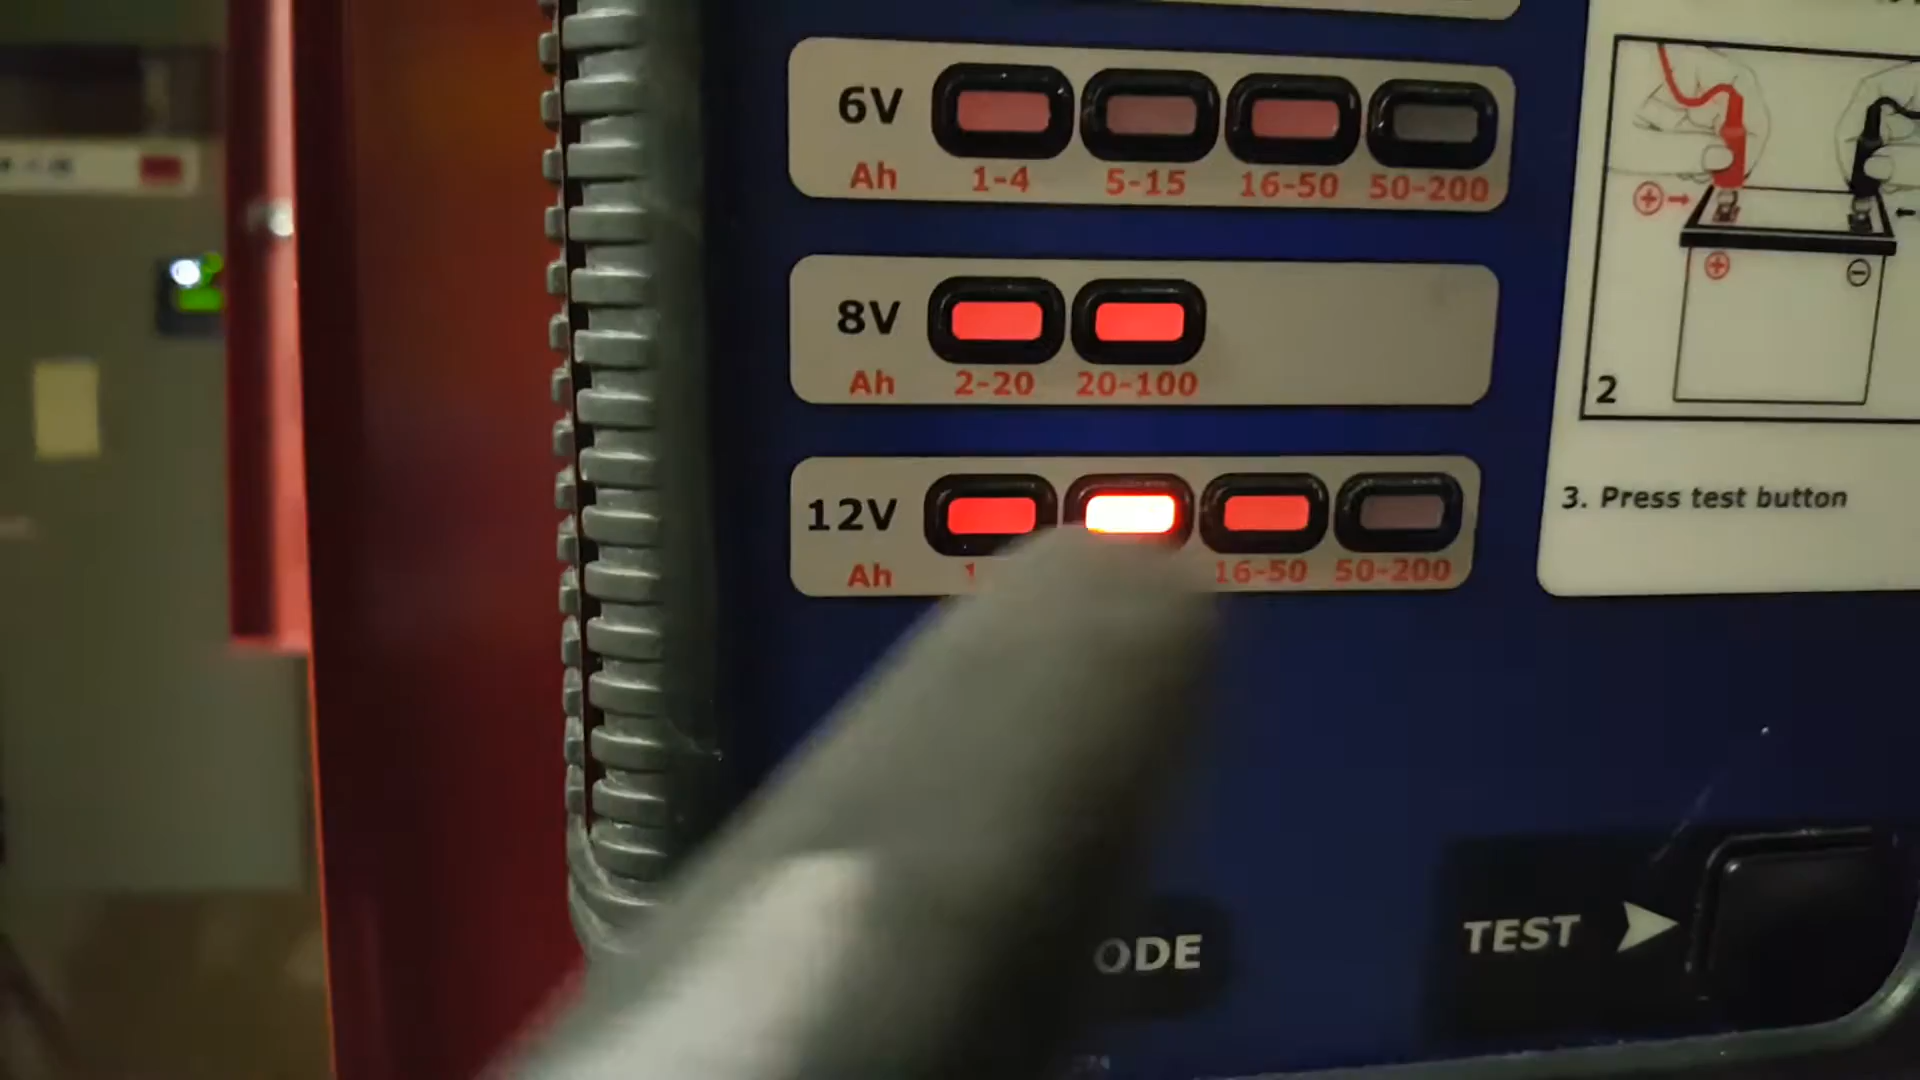 6V
Ah 1-4 5-15 16-50 50-200
8V
Ah 2-20 20-100
12V
Ah 16-50 50-200
2
3. Press test button
ODE
TEST